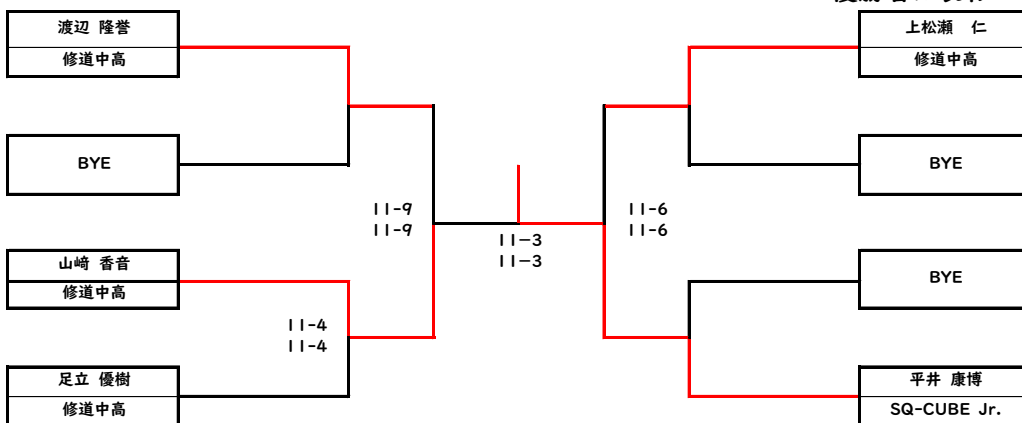 渡辺 隆誉
修道中高
BYE
山﨑 香音
修道中高
足立 優樹
修道中高
11-9
11-9
11-4
11-4
11-3
11-3
11-6
11-6
上松瀬 仁
修道中高
BYE
BYE
平井 康博
SQ-CUBE Jr.